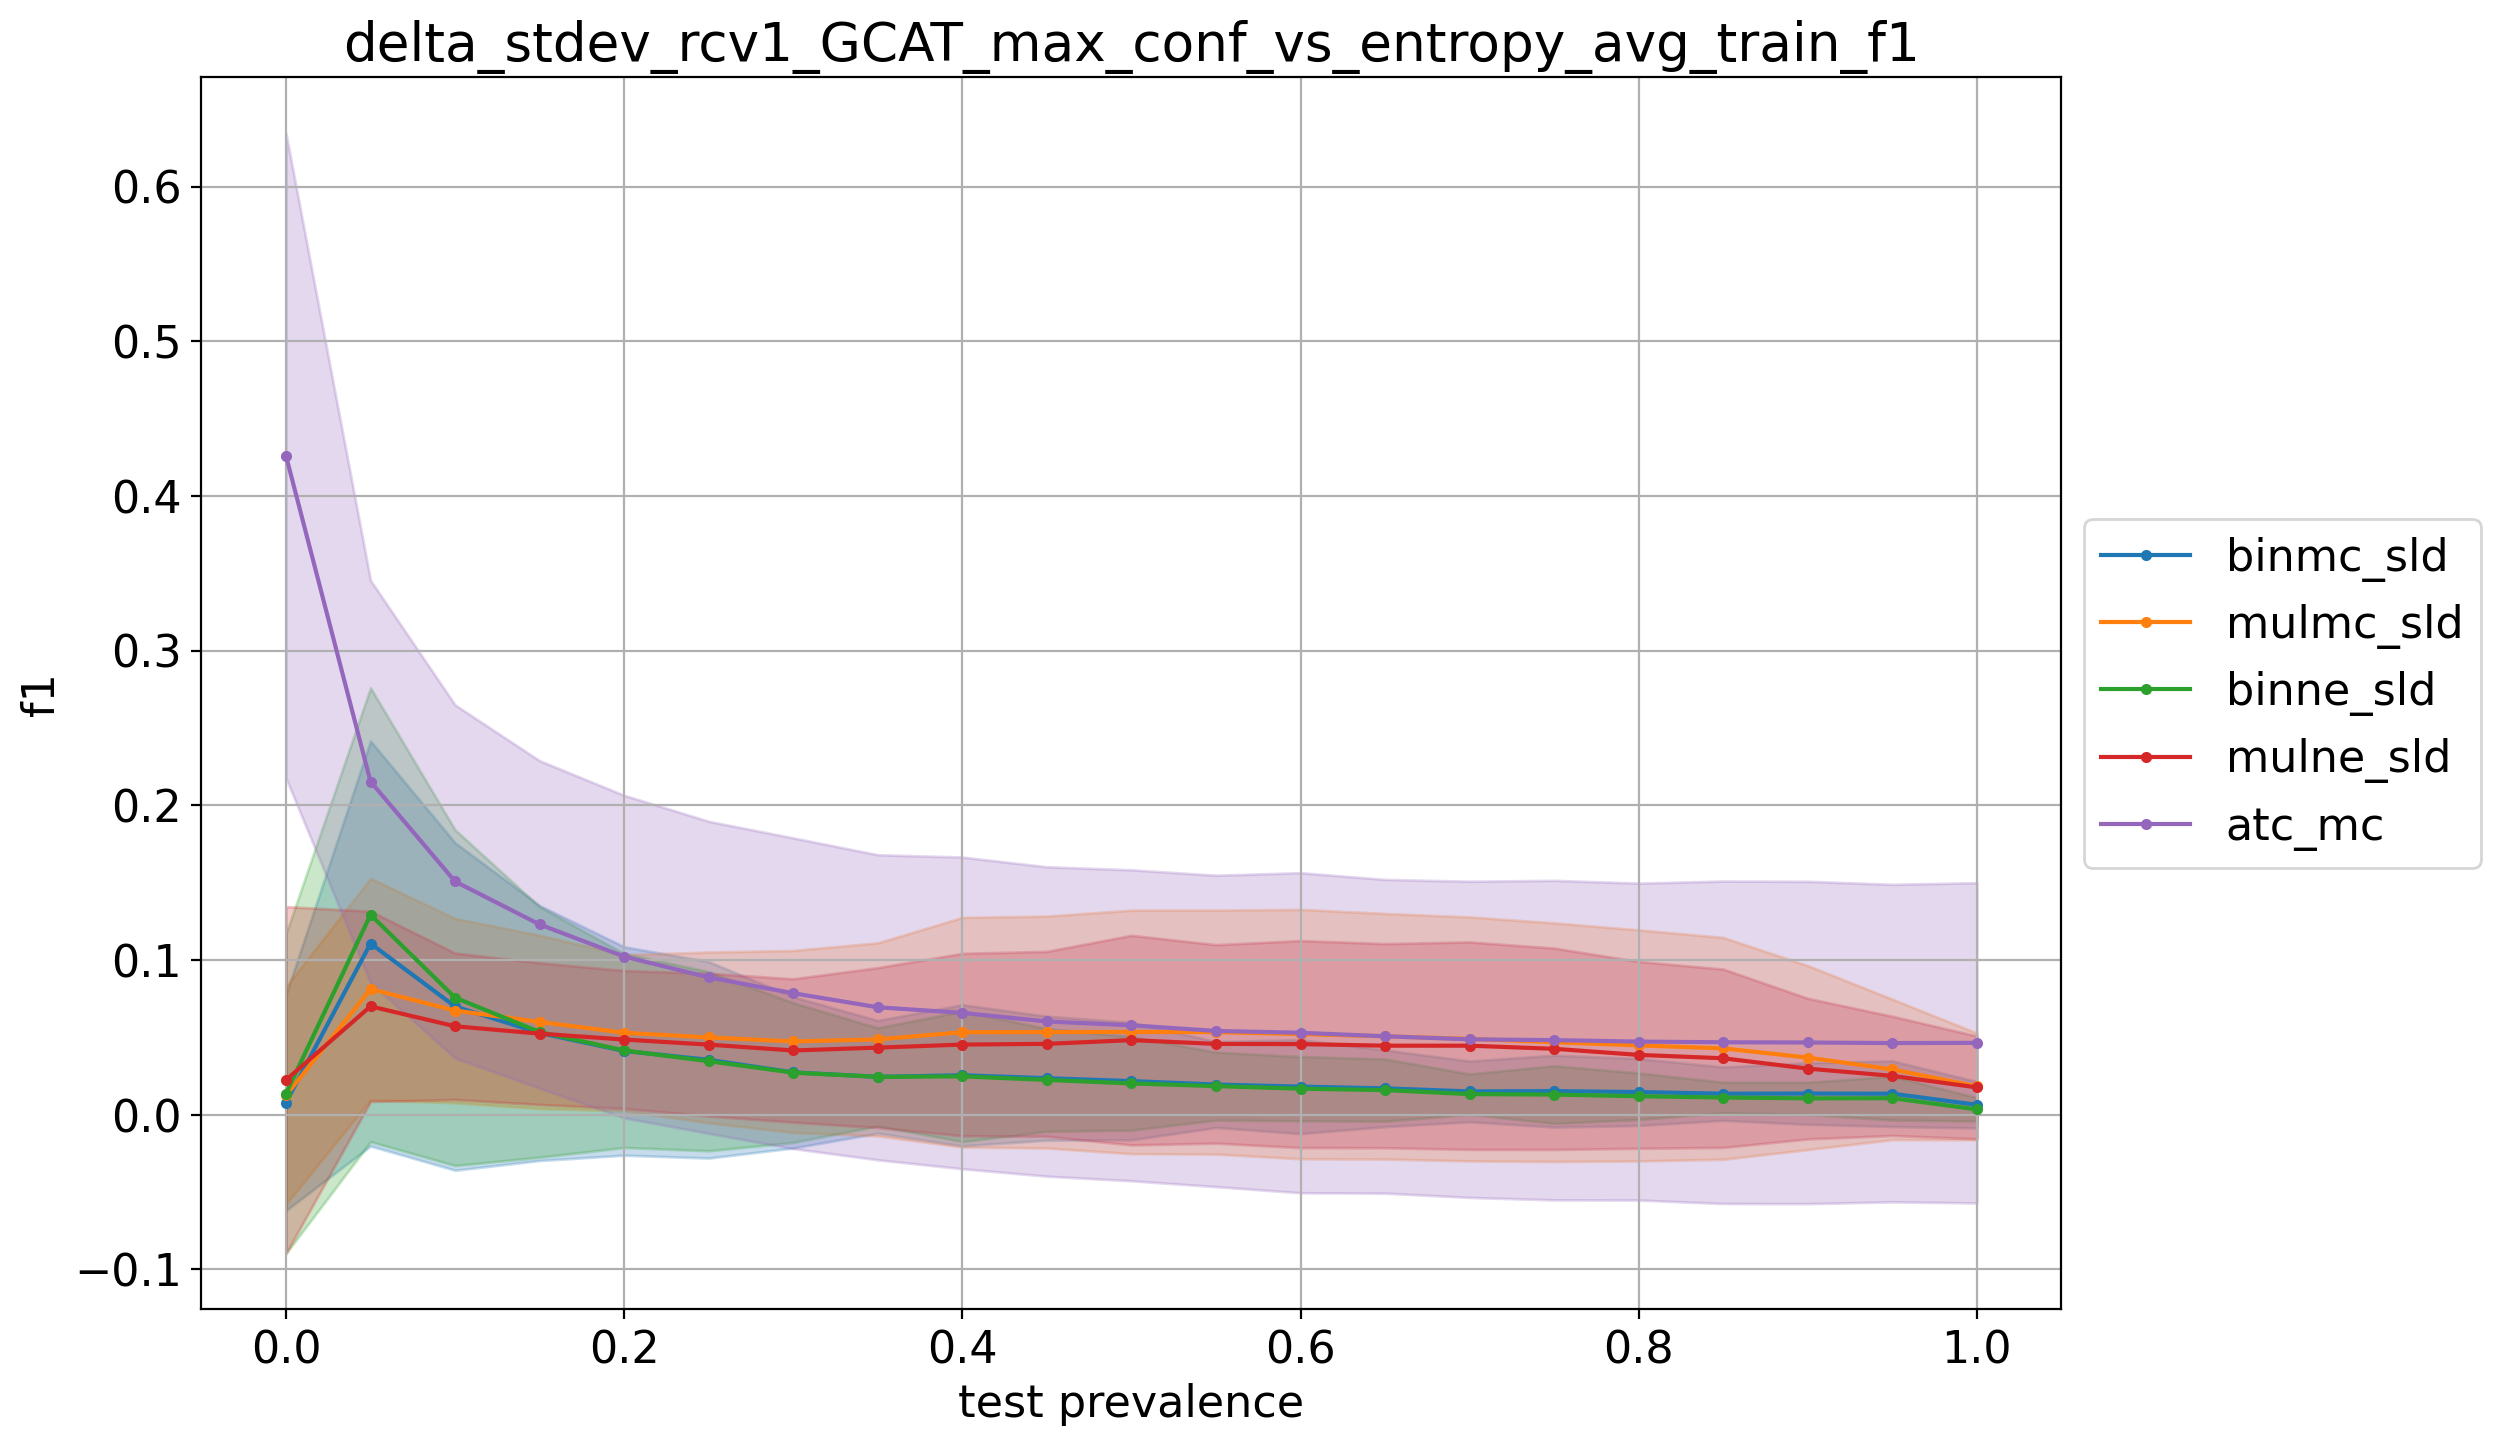 delta_stdev_rcv1_GCAT_max_conf_vs_entropy_avg_train_f1
0.6
0.5
0.4
0.3
0.2
0.1
0.0
−0.1
f1
0.0 0.2 0.4 0.6 0.8 1.0
test prevalence
binmc_sld
mulmc_sld
binne_sld
mulne_sld
atc_mc